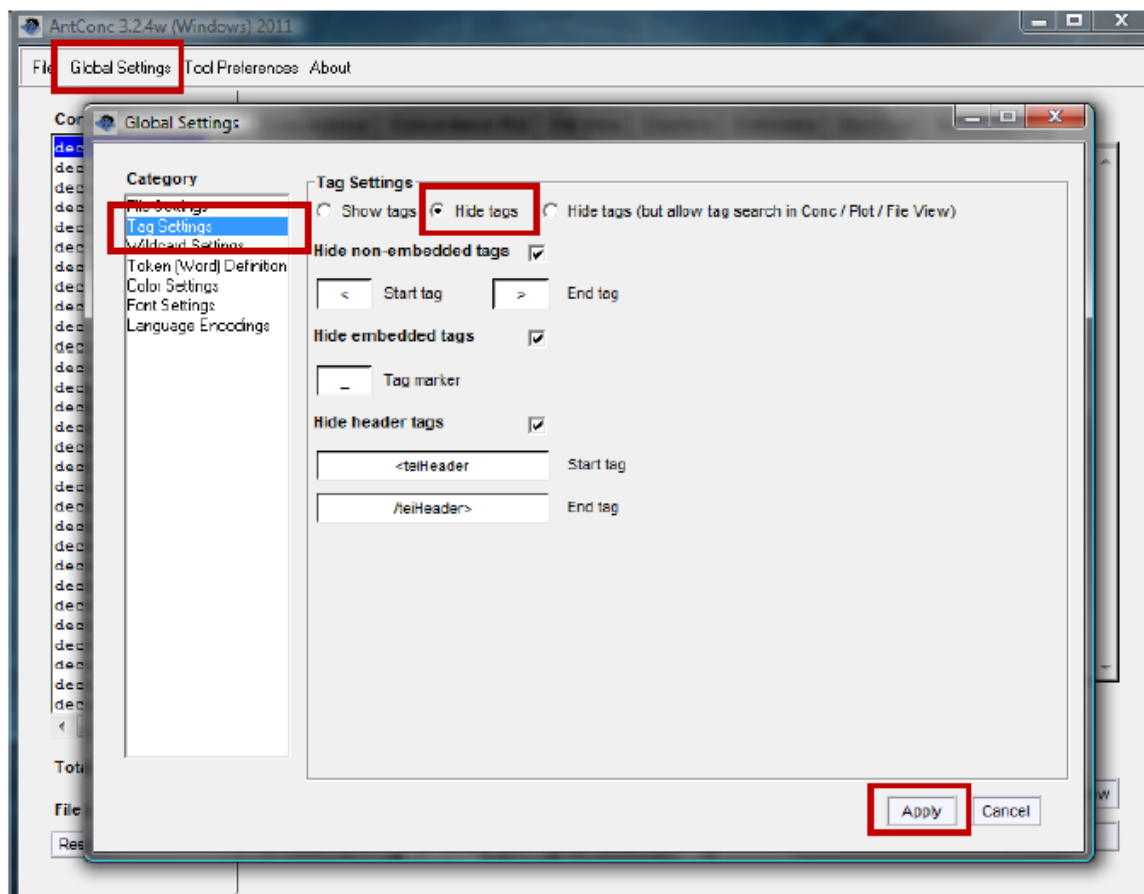 AntConc 3.2.4w (Windows) 2011
File Global Settings Tool Preferences About
Global Settings
Category
File Settings
Tag Settings
Wildcard Settings
Token (Word) Definition
Color Settings
Font Settings
Language Encodings
Tag Settings
Show tags Hide tags Hide tags (but allow tag search in Conc / Plot / File View)
Hide non-embedded tags
< Start tag > End tag
Hide embedded tags
_ Tag marker
Hide header tags
<teiHeader Start tag
/teiHeader> End tag
Apply Cancel